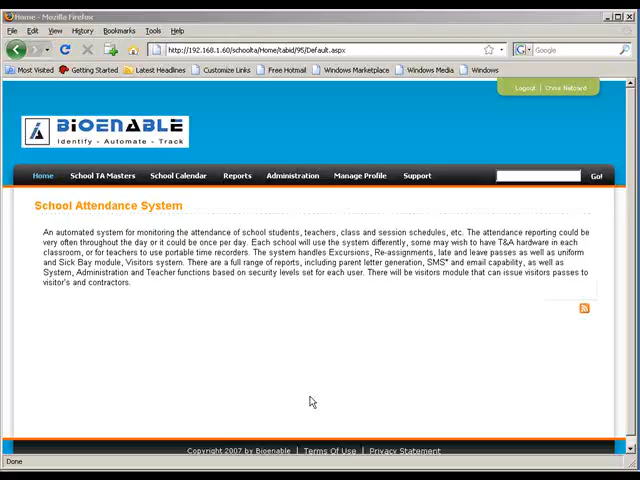 Home - Mozilla Firefox
File Edit View History Bookmarks Tools Help
http://192.168.1.60/schoolta/Home/tabid/95/Default.aspx
Google
Most Visited Getting Started Latest Headlines Customize Links Free Hotmail Windows Marketplace Windows Media Windows
Logout | Chris Netcard
BIOENABLE
Identify - Automate - Track
Home School TA Masters School Calendar Reports Administration Manage Profile Support Go!
School Attendance System
An automated system for monitoring the attendance of school students, teachers, class and session schedules, etc. The attendance reporting could be
very often throughout the day or it could be once per day. Each school will use the system differently, some may wish to have T&A hardware in each
classroom, or for teachers to use portable time recorders. The system handles Excursions, Re-assignments, late and leave passes as well as uniform
and Sick Bay module, Visitors system. There are a full range of reports, including parent letter generation, SMS* and email capability, as well as
System, Administration and Teacher functions based on security levels set for each user. There will be visitors module that can issue visitors passes to
visitor's and contractors.
Copyright 2007 by Bioenable | Terms Of Use | Privacy Statement
Done